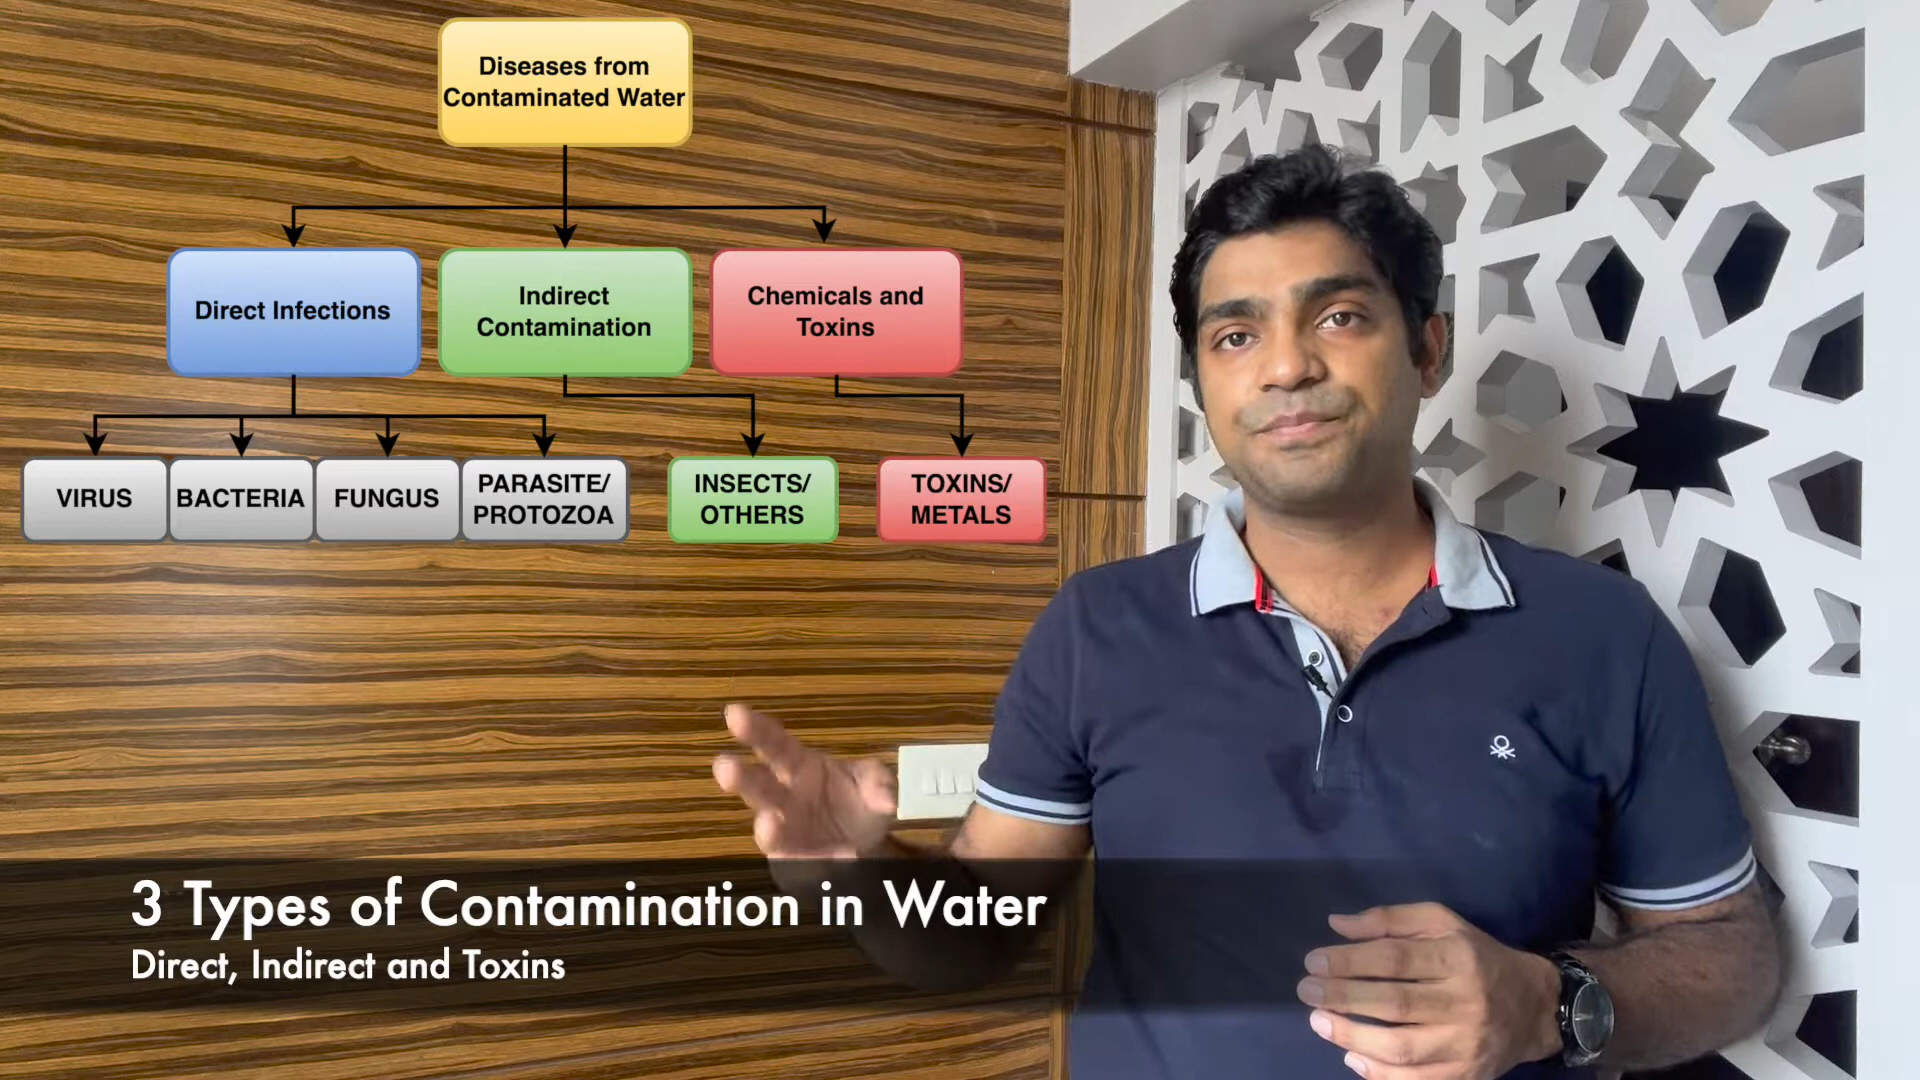 Diseases from
Contaminated Water
Direct Infections
Indirect
Contamination
Chemicals and
Toxins
VIRUS
BACTERIA
FUNGUS
PARASITE/
PROTOZOA
INSECTS/
OTHERS
TOXINS/
METALS
3 Types of Contamination in Water
Direct, Indirect and Toxins